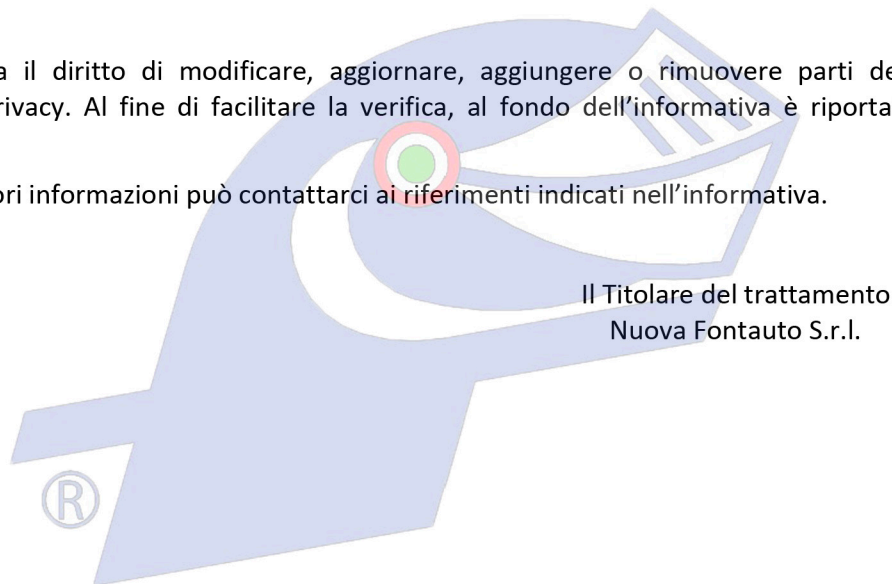 a il diritto di modificare, aggiornare, aggiungere o rimuovere parti de
rivacy. Al fine di facilitare la verifica, al fondo dell’informativa è riporta
ori informazioni può contattarci ai riferimenti indicati nell’informativa.
Il Titolare del trattamento
Nuova Fontauto S.r.l.
®